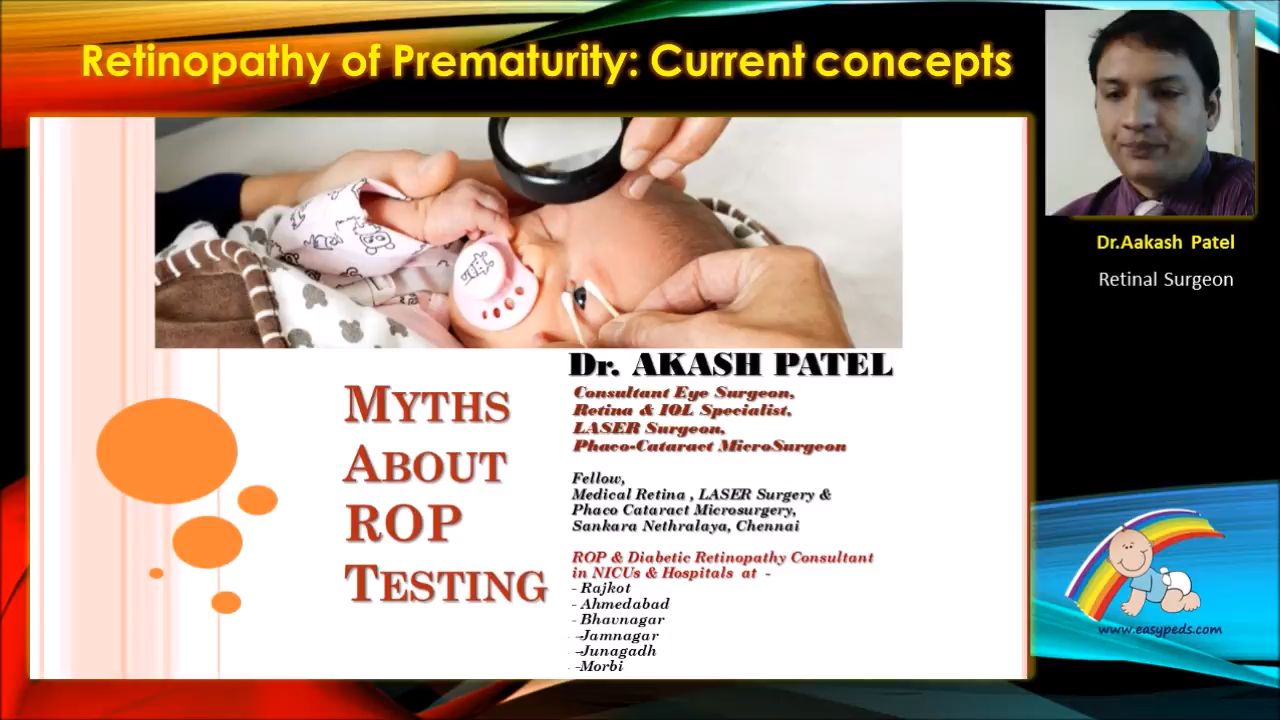 Retinopathy of Prematurity: Current concepts
Dr.Aakash Patel
Retinal Surgeon
MYTHS
ABOUT
ROP
TESTING
Dr. AKASH PATEL
Consultant Eye Surgeon,
Retina & IOL Specialist,
LASER Surgeon,
Phaco-Cataract MicroSurgeon
Fellow,
Medical Retina , LASER Surgery &
Phaco Cataract Microsurgery,
Sankara Nethralaya, Chennai
ROP & Diabetic Retinopathy Consultant
in NICUs & Hospitals at -
- Rajkot
- Ahmedabad
- Bhavnagar
-Jamnagar
-Junagadh
-Morbi
www.easypeds.com